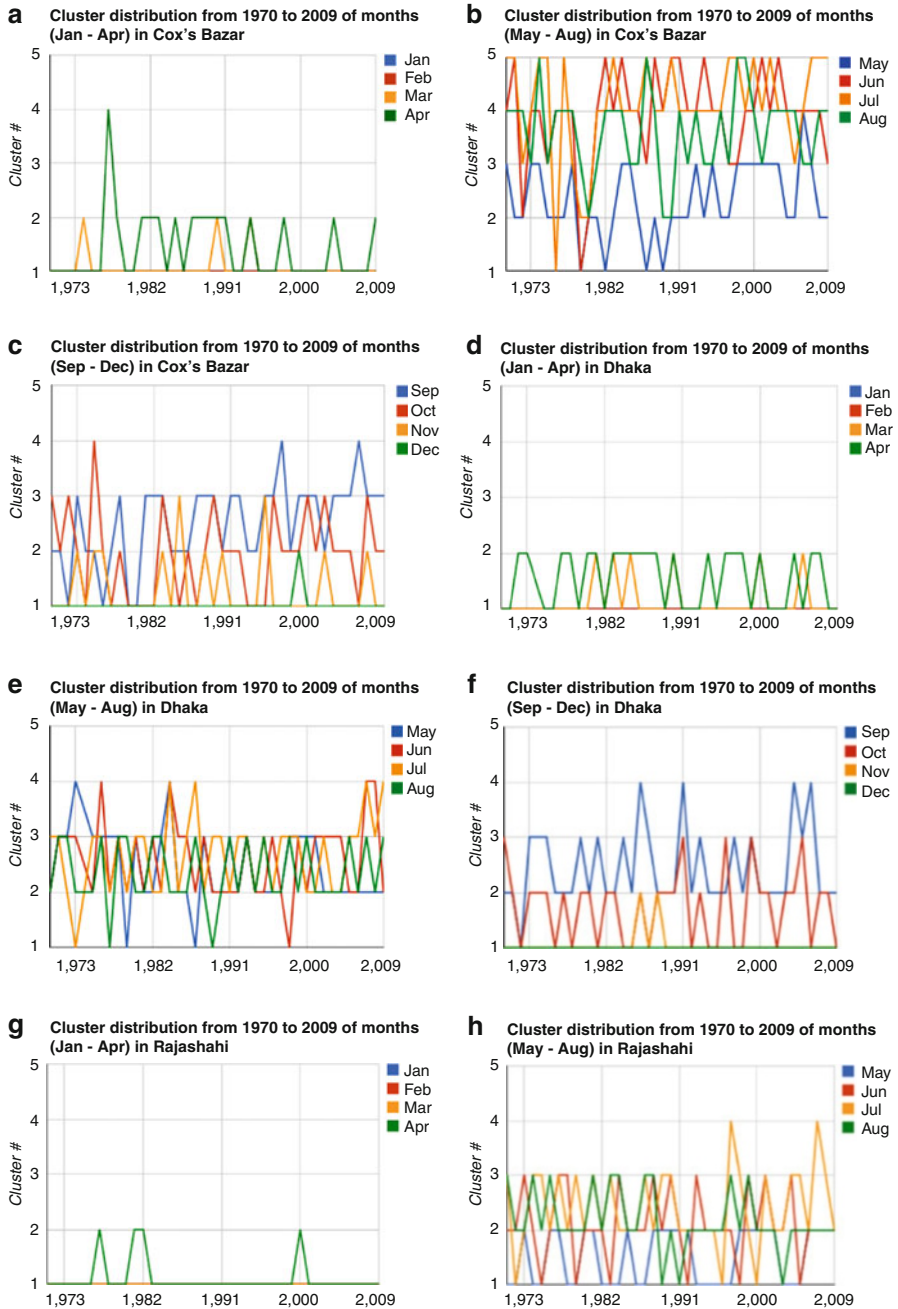 a Cluster distribution from 1970 to 2009 of months
(Jan - Apr) in Cox's Bazar
5
4
3
2
1
Cluster #
1,973 1,982 1,991 2,000 2,009
Jan
Feb
Mar
Apr
b Cluster distribution from 1970 to 2009 of months
(May - Aug) in Cox's Bazar
5
4
3
2
1
Cluster #
1,973 1,982 1,991 2,000 2,009
May
Jun
Jul
Aug
c Cluster distribution from 1970 to 2009 of months
(Sep - Dec) in Cox's Bazar
5
4
3
2
1
Cluster #
1,973 1,982 1,991 2,000 2,009
Sep
Oct
Nov
Dec
d Cluster distribution from 1970 to 2009 of months
(Jan - Apr) in Dhaka
5
4
3
2
1
Cluster #
1,973 1,982 1,991 2,000 2,009
Jan
Feb
Mar
Apr
e Cluster distribution from 1970 to 2009 of months
(May - Aug) in Dhaka
5
4
3
2
1
Cluster #
1,973 1,982 1,991 2,000 2,009
May
Jun
Jul
Aug
f Cluster distribution from 1970 to 2009 of months
(Sep - Dec) in Dhaka
5
4
3
2
1
Cluster #
1,973 1,982 1,991 2,000 2,009
Sep
Oct
Nov
Dec
g Cluster distribution from 1970 to 2009 of months
(Jan - Apr) in Rajashahi
5
4
3
2
1
Cluster #
1,973 1,982 1,991 2,000 2,009
Jan
Feb
Mar
Apr
h Cluster distribution from 1970 to 2009 of months
(May - Aug) in Rajashahi
5
4
3
2
1
Cluster #
1,973 1,982 1,991 2,000 2,009
May
Jun
Jul
Aug